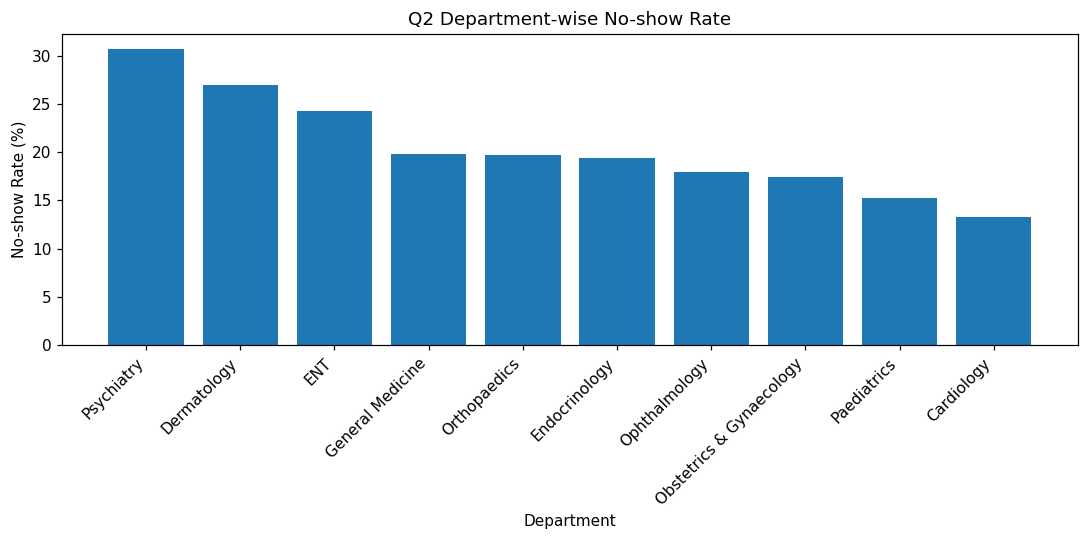 Q2 Department-wise No-show Rate
No-show Rate (%)
30
25
20
15
10
5
0
Psychiatry
Dermatology
ENT
General Medicine
Orthopaedics
Endocrinology
Ophthalmology
Obstetrics & Gynaecology
Paediatrics
Cardiology
Department